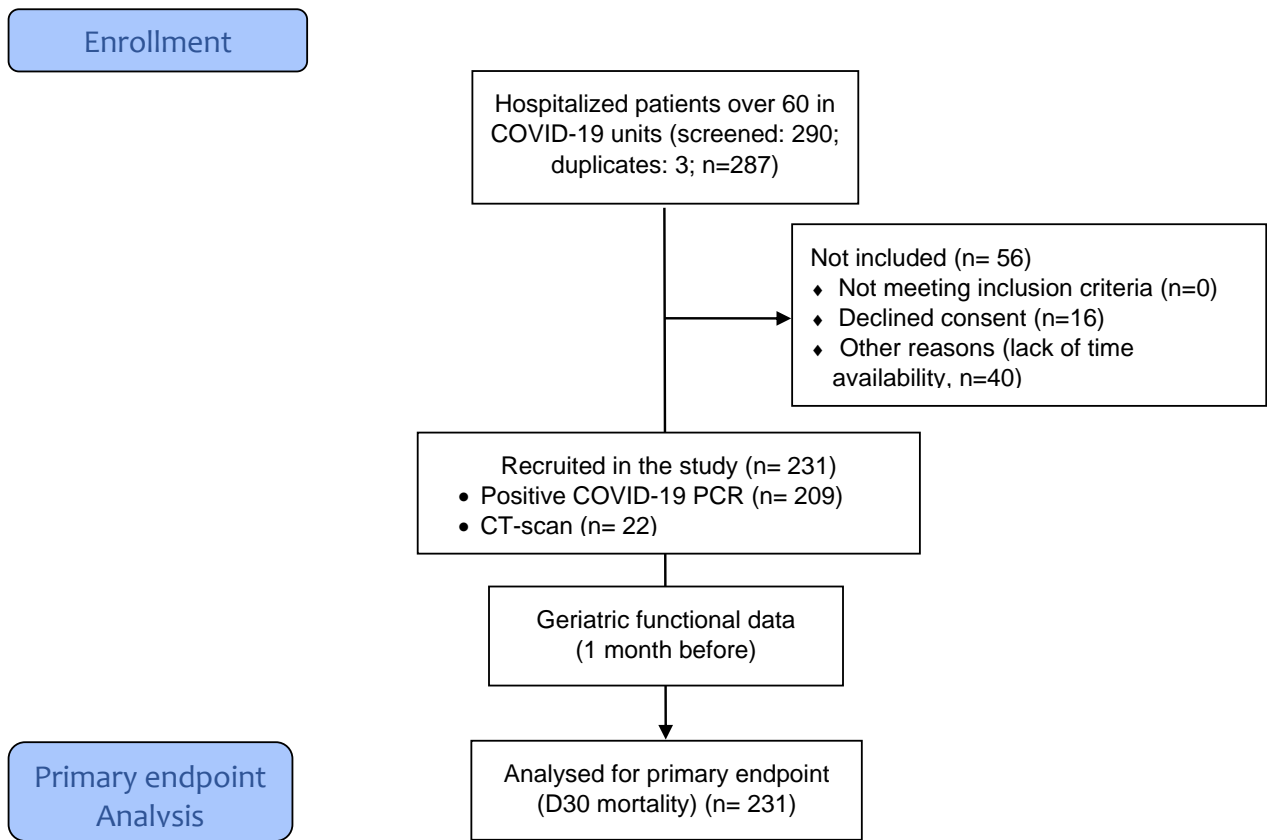 Enrollment
Hospitalized patients over 60 in
COVID-19 units (screened: 290;
duplicates: 3; n=287)
Not included (n= 56)
♦ Not meeting inclusion criteria (n=0)
♦ Declined consent (n=16)
♦ Other reasons (lack of time
availability, n=40)
Recruited in the study (n= 231)
• Positive COVID-19 PCR (n= 209)
• CT-scan (n= 22)
Geriatric functional data
(1 month before)
Primary endpoint
Analysis
Analysed for primary endpoint
(D30 mortality) (n= 231)